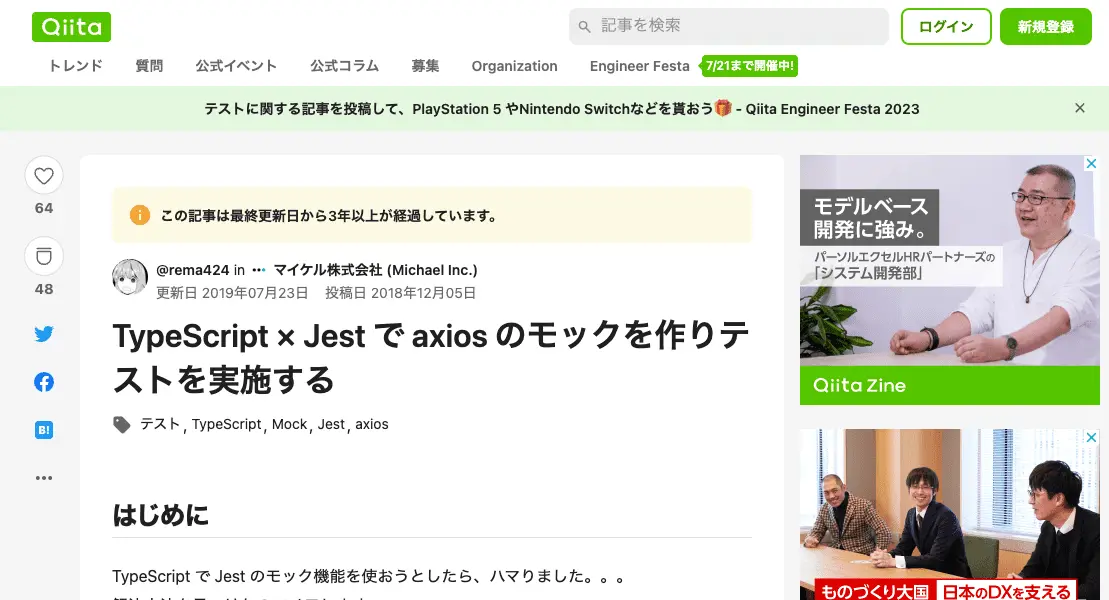 Qiita
記事を検索
ログイン
新規登録
トレンド 質問 公式イベント 公式コラム 募集 Organization Engineer Festa 7/21まで開催中!
テストに関する記事を投稿して、PlayStation 5 やNintendo Switchなどを貰おう🎁 - Qiita Engineer Festa 2023
64
48
B!
この記事は最終更新日から3年以上が経過しています。
@rema424 in マイケル株式会社 (Michael Inc.)
更新日 2019年07月23日 投稿日 2018年12月05日
TypeScript × Jest で axios のモックを作りテ
ストを実施する
テスト, TypeScript, Mock, Jest, axios
はじめに
TypeScript で Jest のモック機能を使おうとしたら、ハマりました。。。
モデルベース
開発に強み。
パーソルエクセルHRパートナーズの
「システム開発部」
Qiita Zine
ものづくり大国 日本のDXを支える